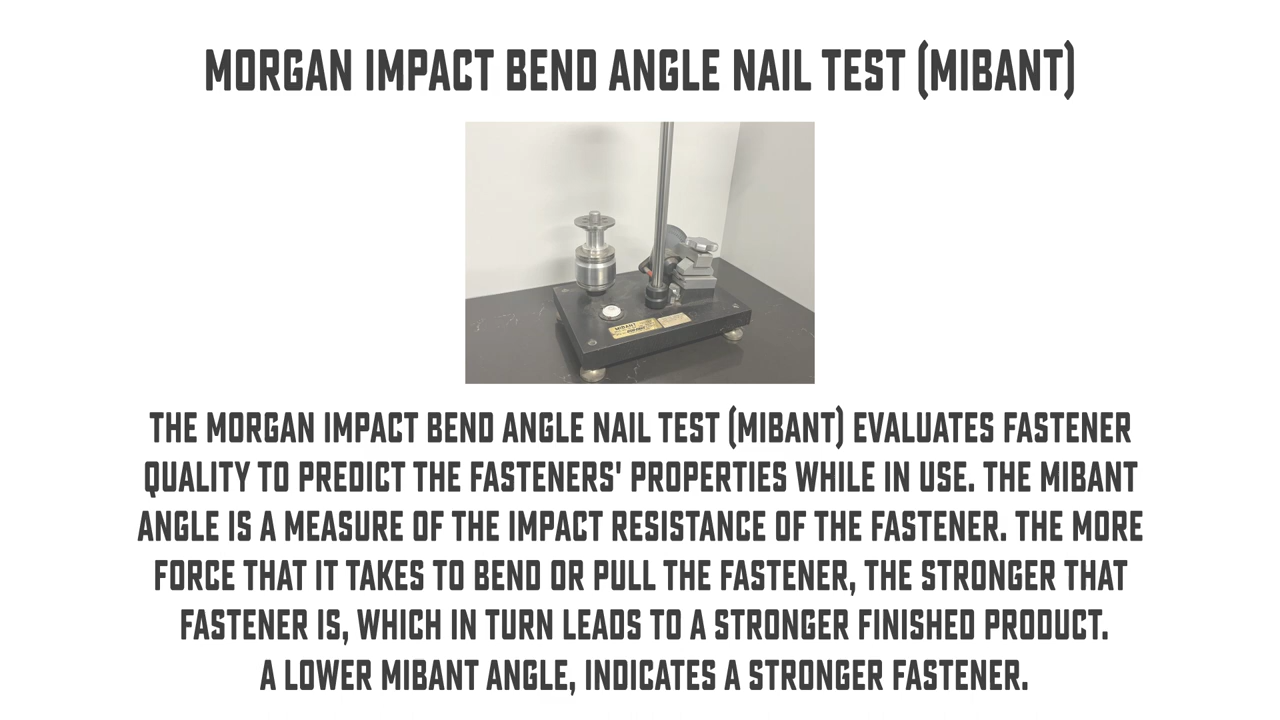 MORGAN IMPACT BEND ANGLE NAIL TEST (MIBANT)
MIBANT
THE MORGAN IMPACT BEND ANGLE NAIL TEST (MIBANT) EVALUATES FASTENER
QUALITY TO PREDICT THE FASTENERS' PROPERTIES WHILE IN USE. THE MIBANT
ANGLE IS A MEASURE OF THE IMPACT RESISTANCE OF THE FASTENER. THE MORE
FORCE THAT IT TAKES TO BEND OR PULL THE FASTENER, THE STRONGER THAT
FASTENER IS, WHICH IN TURN LEADS TO A STRONGER FINISHED PRODUCT.
A LOWER MIBANT ANGLE, INDICATES A STRONGER FASTENER.